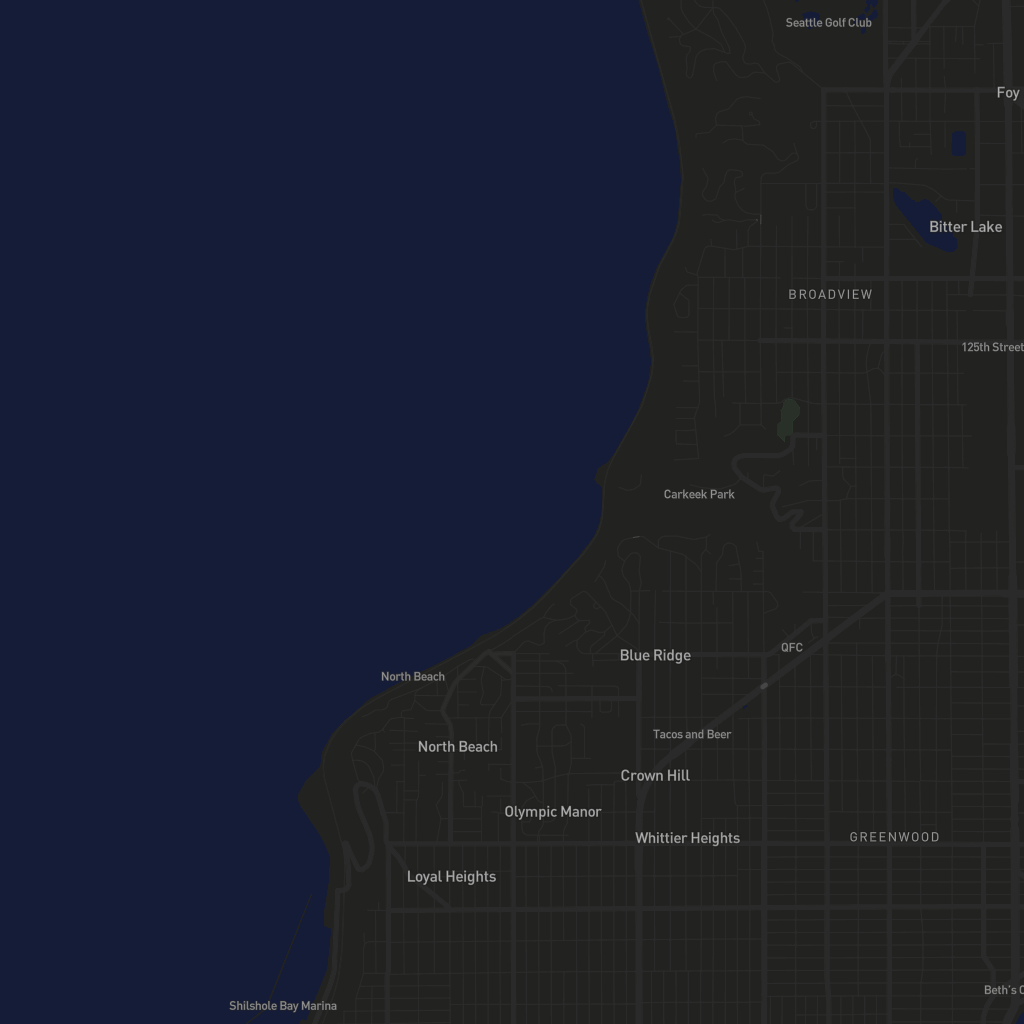 Seattle Golf Club
Foy
Bitter Lake
BROADVIEW
125th Street
Carkeek Park
Blue Ridge
QFC
North Beach
Tacos and Beer
North Beach
Crown Hill
Olympic Manor
Whittier Heights
GREENWOOD
Loyal Heights
Beth's
Shilshole Bay Marina